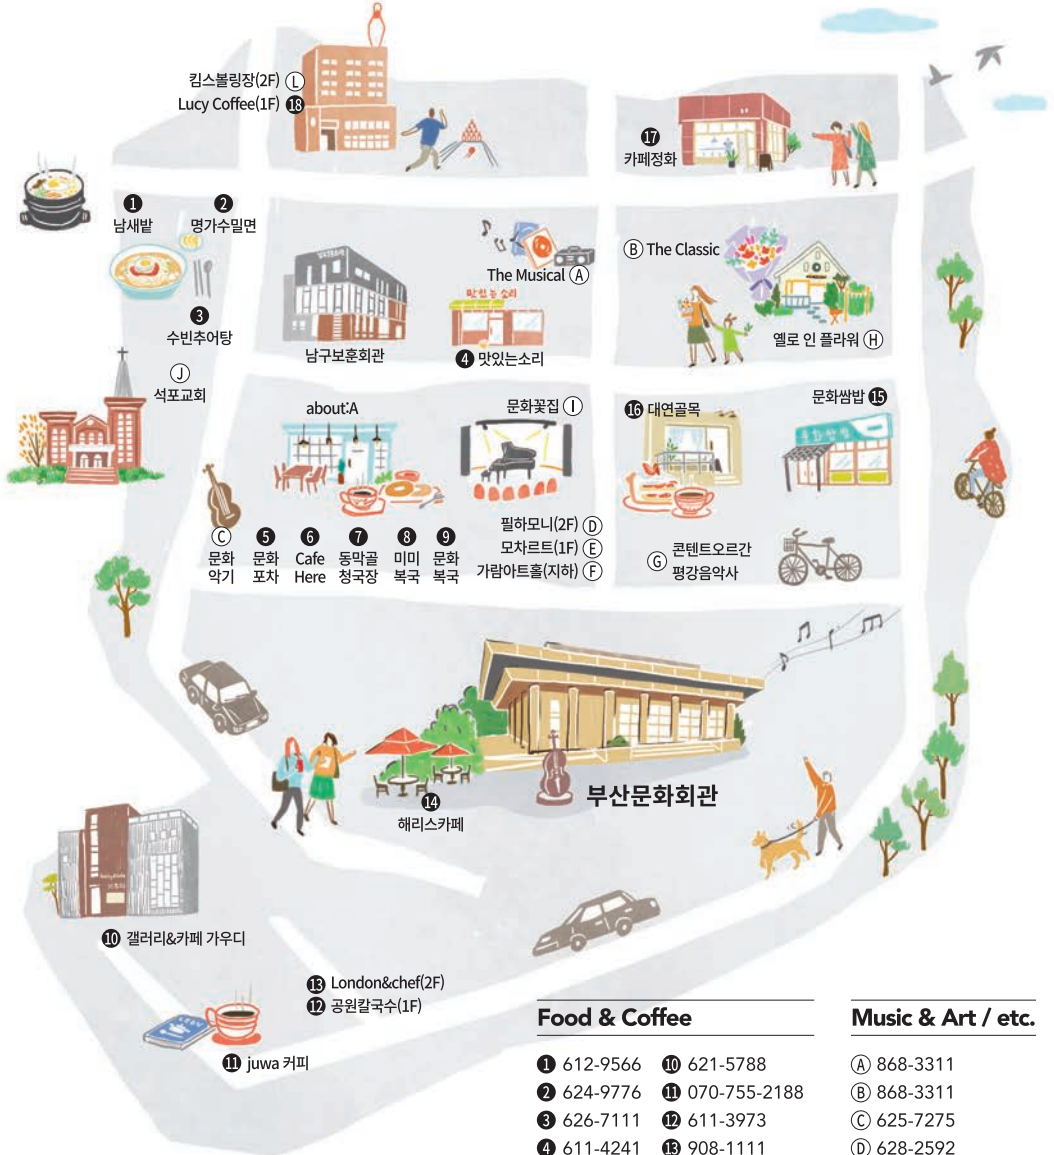 킴스볼링장(2F) Ⓛ
Lucy Coffee(1F) ⓲
⓱
카페정화
❶
남새밭
❷
명가수밀면
❸
수빈추어탕
Ⓙ
석포교회
남구보훈회관
The Musical Ⓐ
맛있는소리
❹ 맛있는소리
Ⓑ The Classic
옐로 인 플라워 Ⓗ
about:A
문화꽃집 Ⓘ
⓰ 대연골목
문화쌈밥 ⓯
문화쌈밥
Ⓒ
문화
악기
❺
문화
포차
❻
Cafe
Here
❼
동막골
청국장
❽
미미
복국
❾
문화
복국
필하모니(2F) Ⓓ
모차르트(1F) Ⓔ
가람아트홀(지하) Ⓕ
Ⓖ 콘텐트오르간
평강음악사
⓮
해리스카페
부산문화회관
❿ 갤러리&카페 가우디
⓭ London&chef(2F)
⓬ 공원칼국수(1F)
⓫ juwa 커피
Food & Coffee
❶ 612-9566
❷ 624-9776
❸ 626-7111
❹ 611-4241
❿ 621-5788
⓫ 070-755-2188
⓬ 611-3973
⓭ 908-1111
Music & Art / etc.
Ⓐ 868-3311
Ⓑ 868-3311
Ⓒ 625-7275
Ⓓ 628-2592